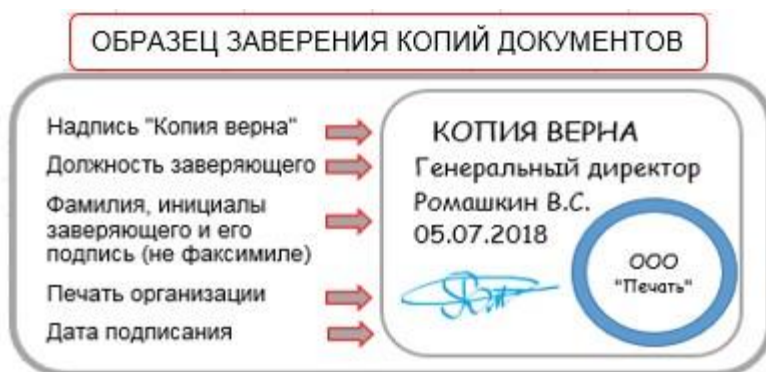 ОБРАЗЕЦ ЗАВЕРЕНИЯ КОПИЙ ДОКУМЕНТОВ
Надпись "Копия верна"
Должность заверяющего
Фамилия, инициалы
заверяющего и его
подпись (не факсимиле)
Печать организации
Дата подписания
КОПИЯ ВЕРНА
Генеральный директор
Ромашкин В.С.
05.07.2018
ООО
"Печать"